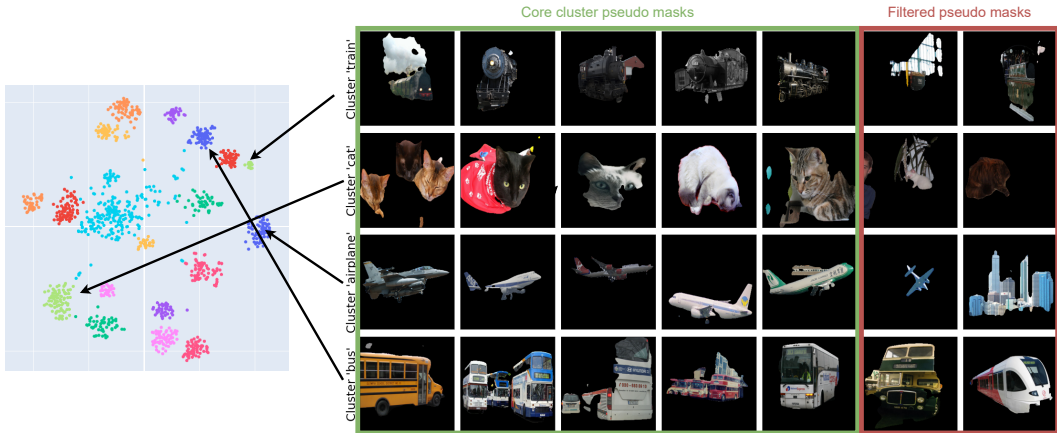 Core cluster pseudo masks
Filtered pseudo masks
Cluster 'train'
Cluster 'cat'
Cluster 'airplane'
Cluster 'bus'